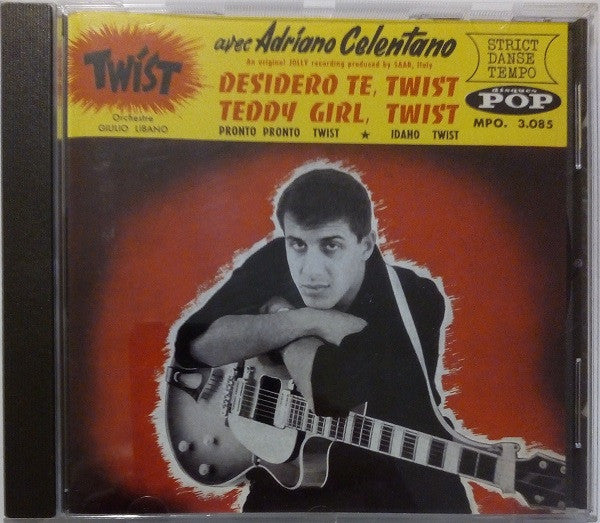 TWIST
Orchestre
GIULIO LIBANO
avec Adriano Celentano
An original JOLLY recording produced by SAAR, Italy
DESIDERO TE, TWIST
TEDDY GIRL, TWIST
PRONTO PRONTO TWIST ★ IDAHO TWIST
STRICT
DANSE
TEMPO
disques
POP
MPO. 3.085